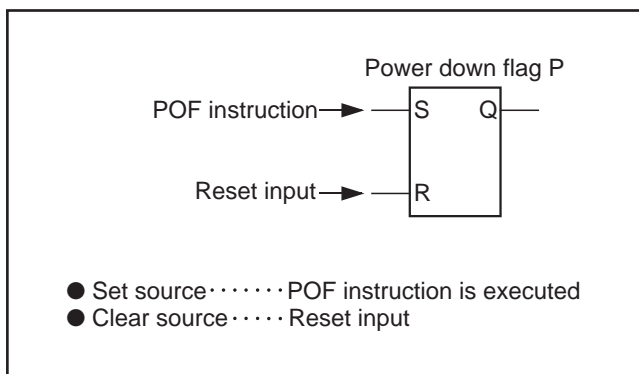 Power down flag P
POF instruction
S
Q
Reset input
R
● Set source ······· POF instruction is executed
● Clear source ····· Reset input